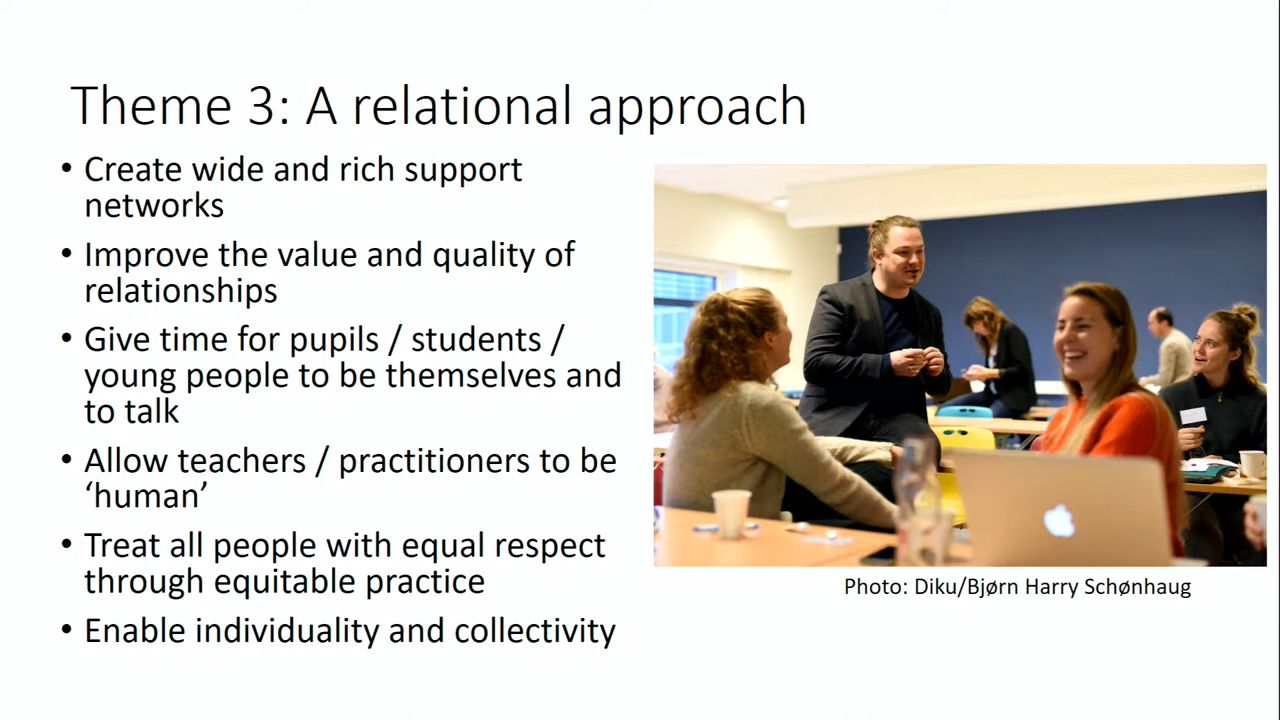 Theme 3: A relational approach
• Create wide and rich support
networks
• Improve the value and quality of
relationships
• Give time for pupils / students /
young people to be themselves and
to talk
• Allow teachers / practitioners to be
‘human’
• Treat all people with equal respect
through equitable practice
• Enable individuality and collectivity
Photo: Diku/Bjørn Harry Schønhaug